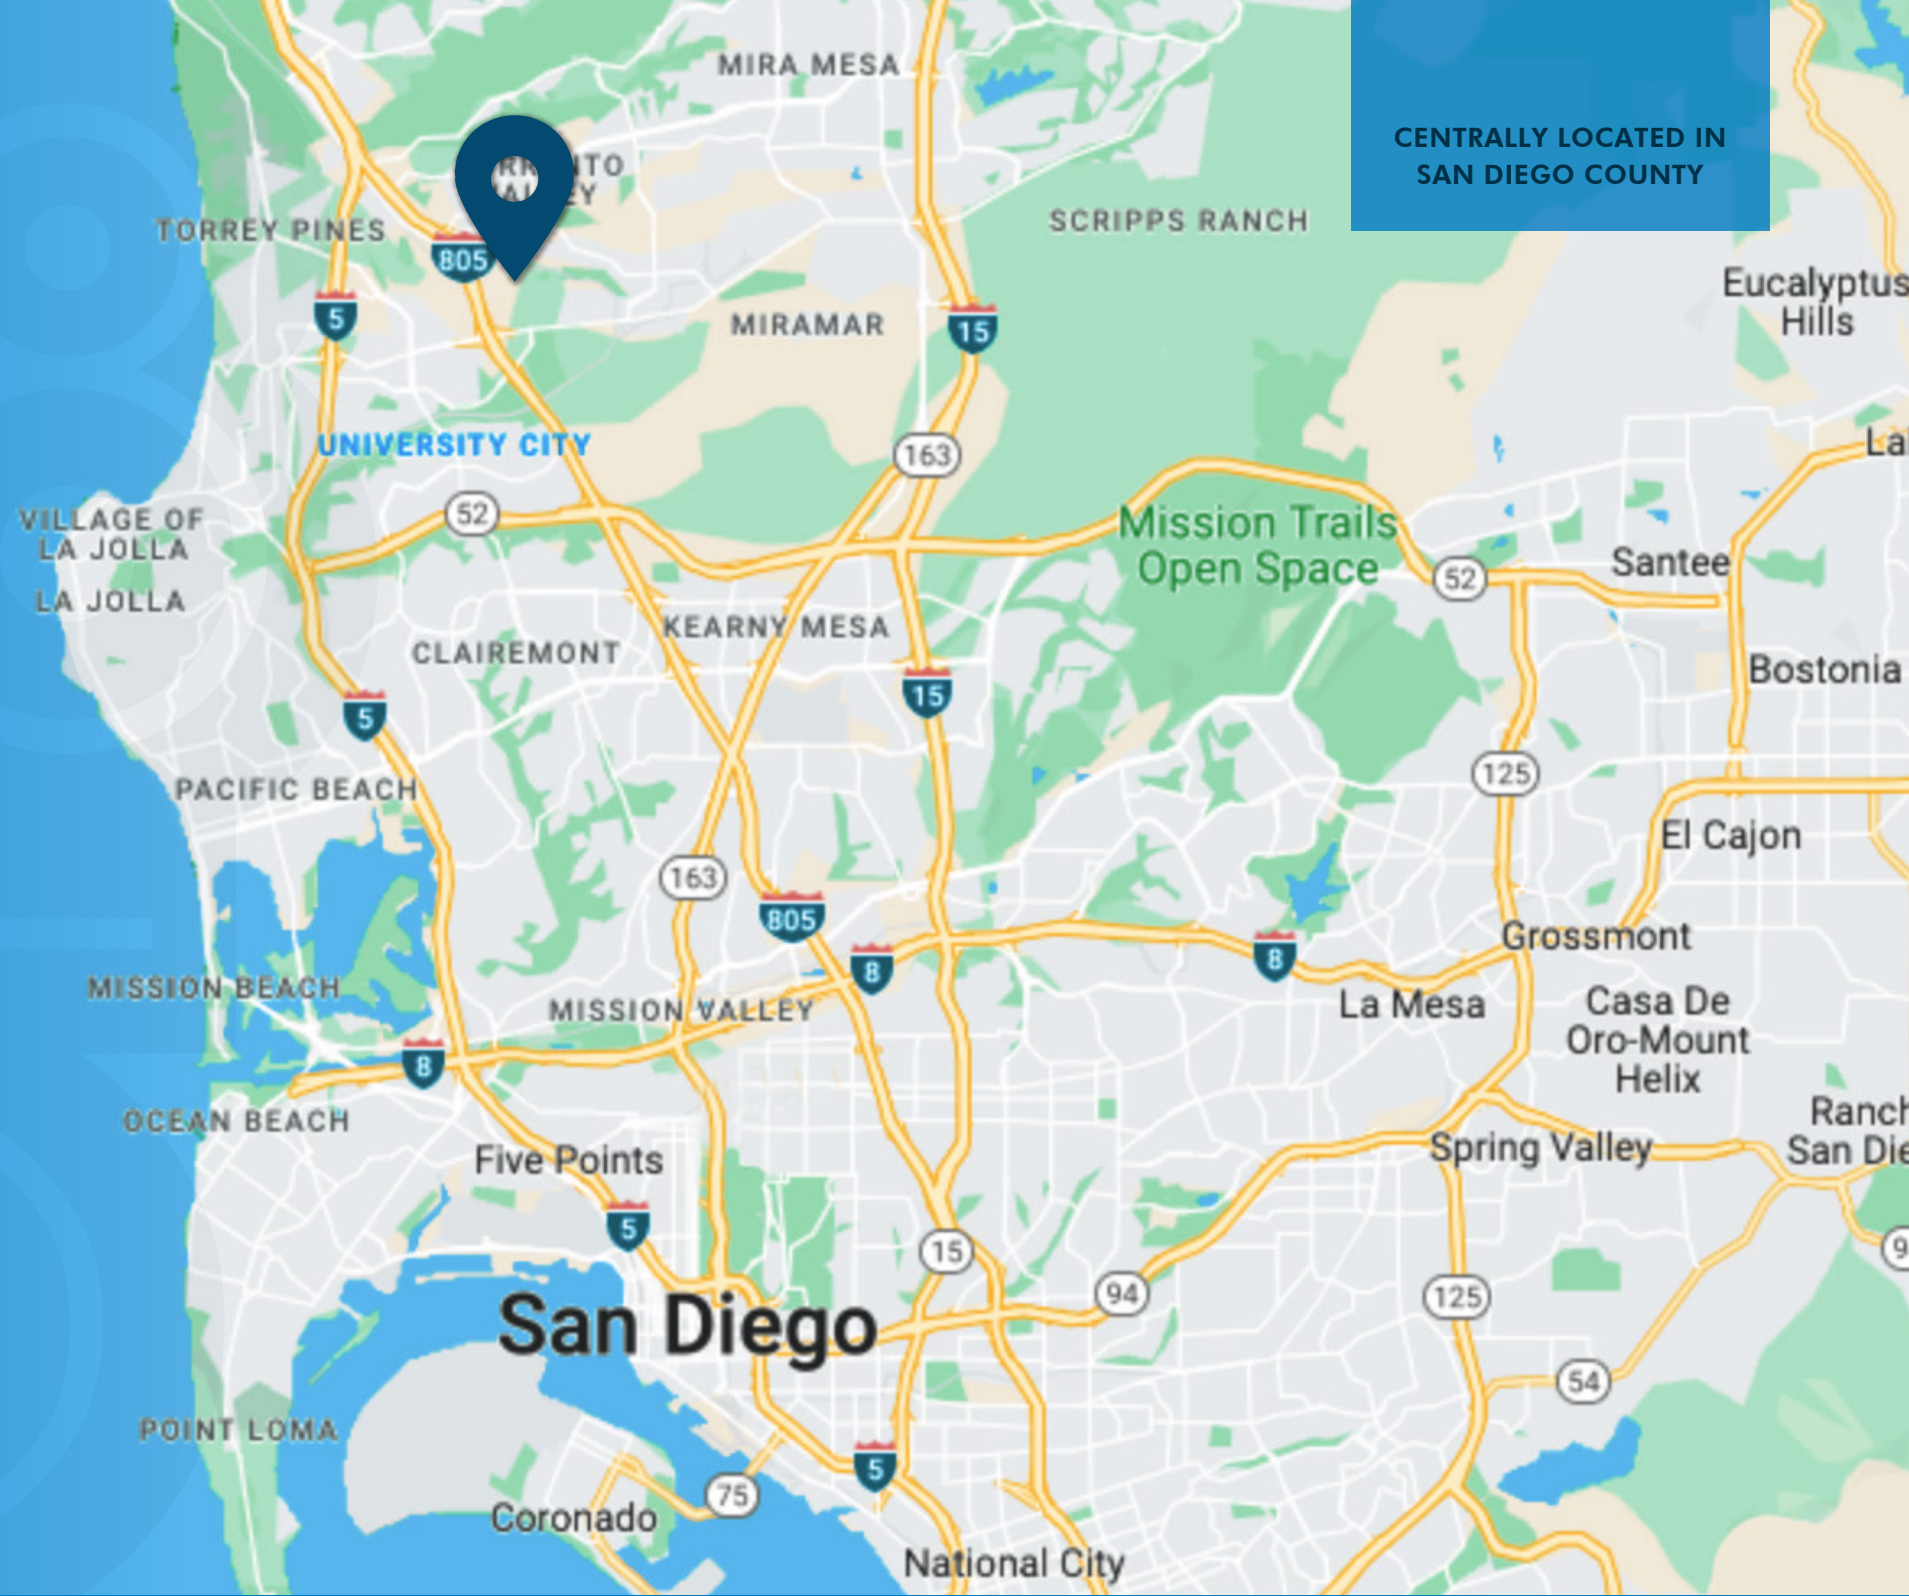 MIRA MESA
CENTRALLY LOCATED IN
SAN DIEGO COUNTY
TORREY PINES
SCRIPPS RANCH
805
Eucalyptus
Hills
5
MIRAMAR
15
UNIVERSITY CITY
163
52
VILLAGE OF
LA JOLLA
Mission Trails
Open Space
Santee
52
LA JOLLA
KEARNY MESA
CLAIREMONT
Bostonia
15
5
125
PACIFIC BEACH
El Cajon
163
805
Grossmont
8
8
MISSION BEACH
La Mesa
Casa De
Oro-Mount
Helix
MISSION VALLEY
8
OCEAN BEACH
Five Points
Spring Valley
5
15
94
125
San Diego
54
POINT LOMA
5
75
Coronado
National City